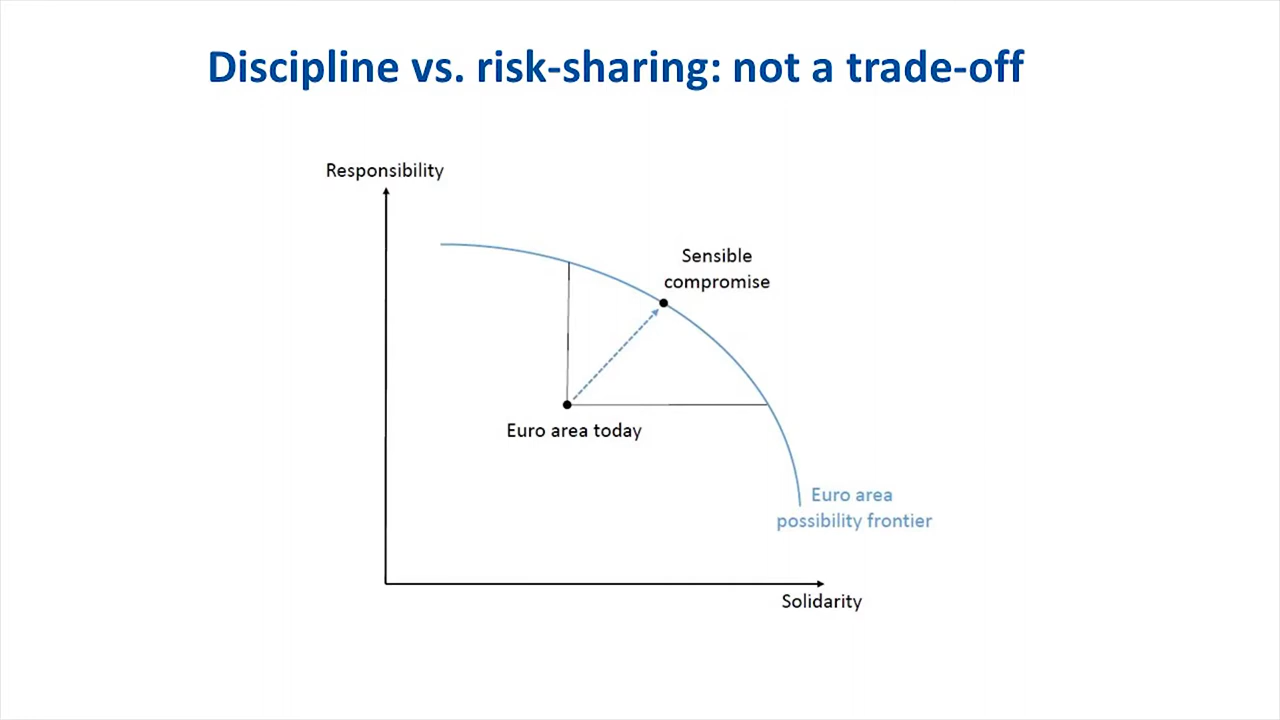 Discipline vs. risk-sharing: not a trade-off
Responsibility
Sensible
compromise
Euro area today
Euro area
possibility frontier
Solidarity